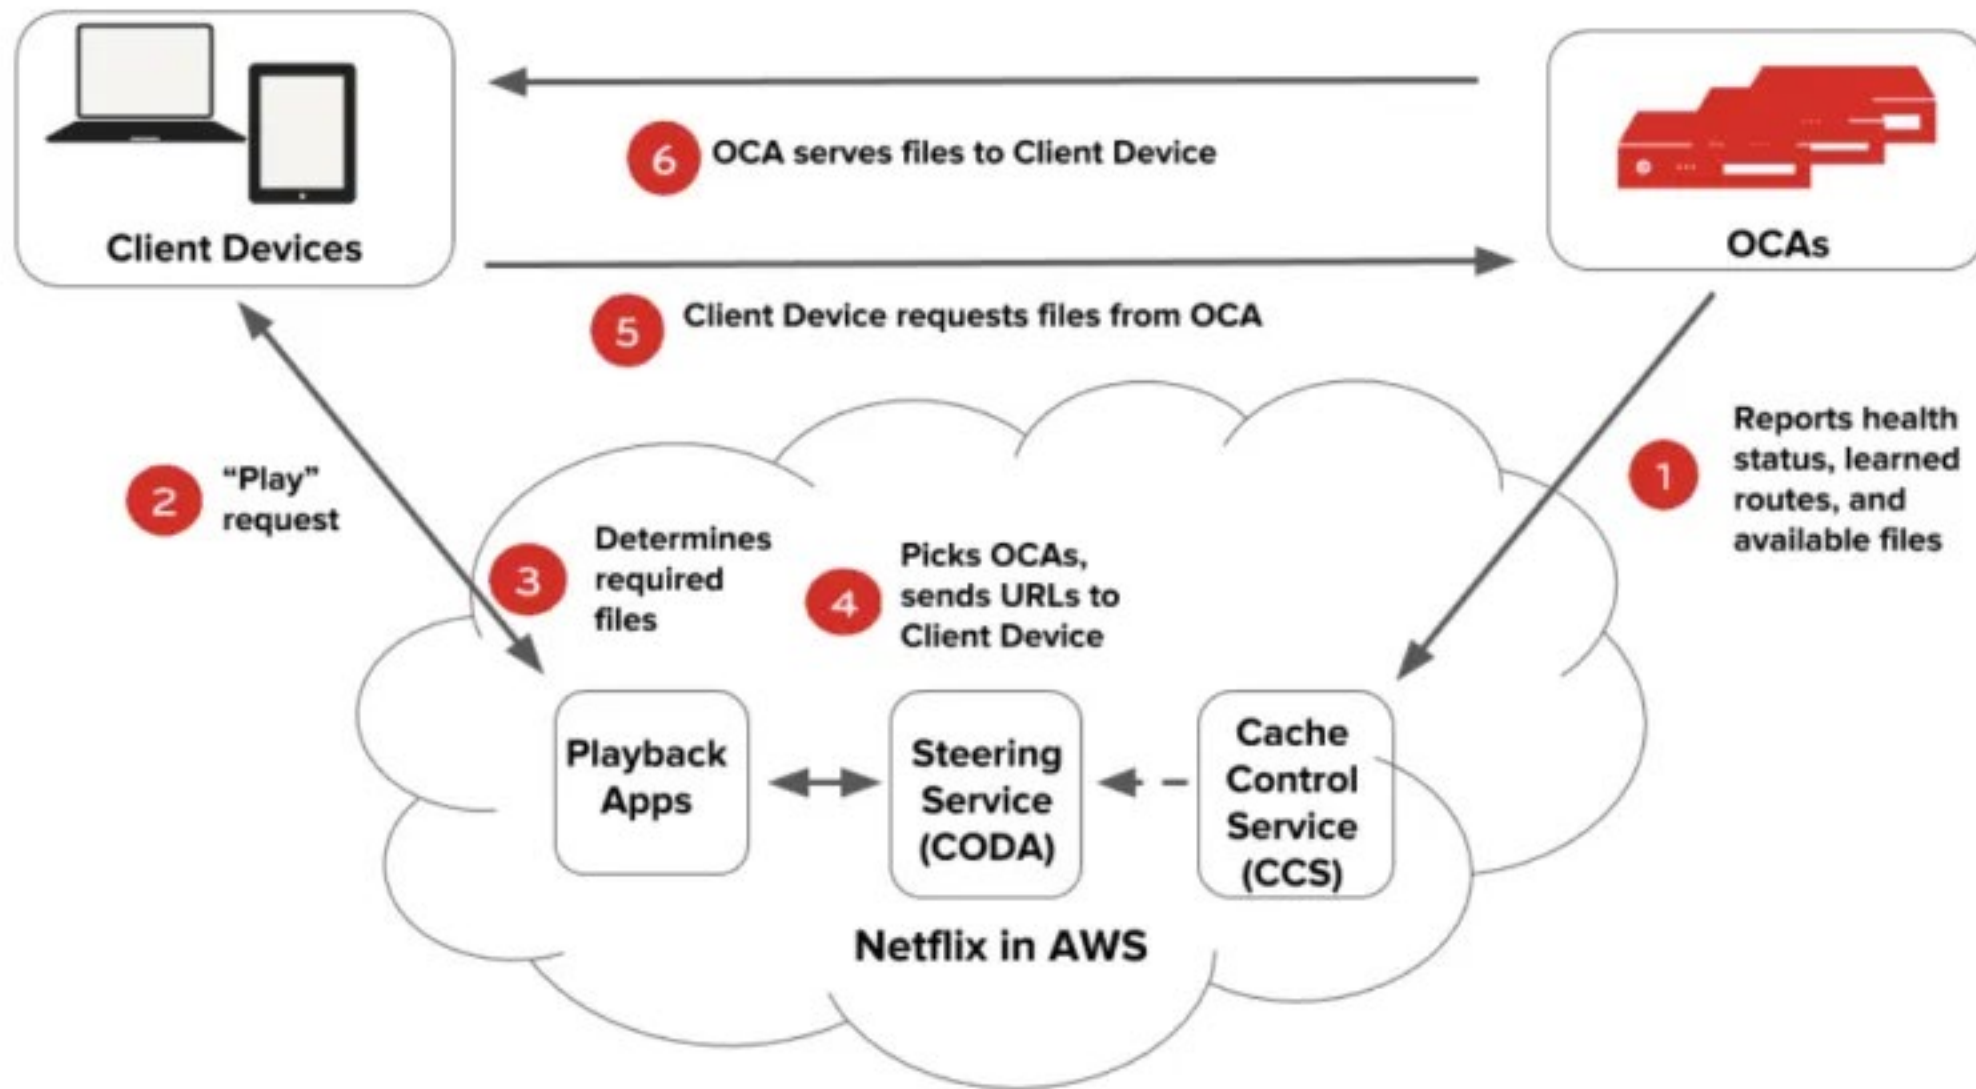 6
OCA serves files to Client Device
Client Devices
OCAs
5
Client Device requests files from OCA
1
Reports health
status, learned
routes, and
available files
2
“Play”
request
3
Determines
required
files
4
Picks OCAs,
sends URLs to
Client Device
Playback
Apps
Steering
Service
(CODA)
Cache
Control
Service
(CCS)
Netflix in AWS